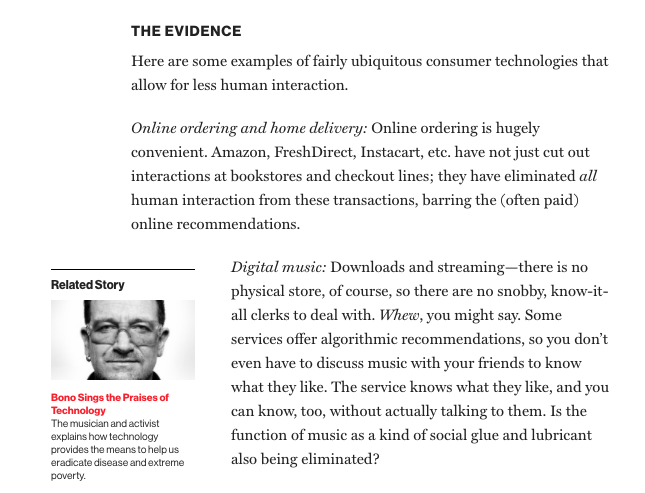 THE EVIDENCE
Here are some examples of fairly ubiquitous consumer technologies that
allow for less human interaction.
Online ordering and home delivery: Online ordering is hugely
convenient. Amazon, FreshDirect, Instacart, etc. have not just cut out
interactions at bookstores and checkout lines; they have eliminated all
human interaction from these transactions, barring the (often paid)
online recommendations.
Related Story
Bono Sings the Praises of
Technology
The musician and activist
explains how technology
provides the means to help us
eradicate disease and extreme
poverty.
Digital music: Downloads and streaming—there is no
physical store, of course, so there are no snobby, know-it-
all clerks to deal with. Whew, you might say. Some
services offer algorithmic recommendations, so you don’t
even have to discuss music with your friends to know
what they like. The service knows what they like, and you
can know, too, without actually talking to them. Is the
function of music as a kind of social glue and lubricant
also being eliminated?